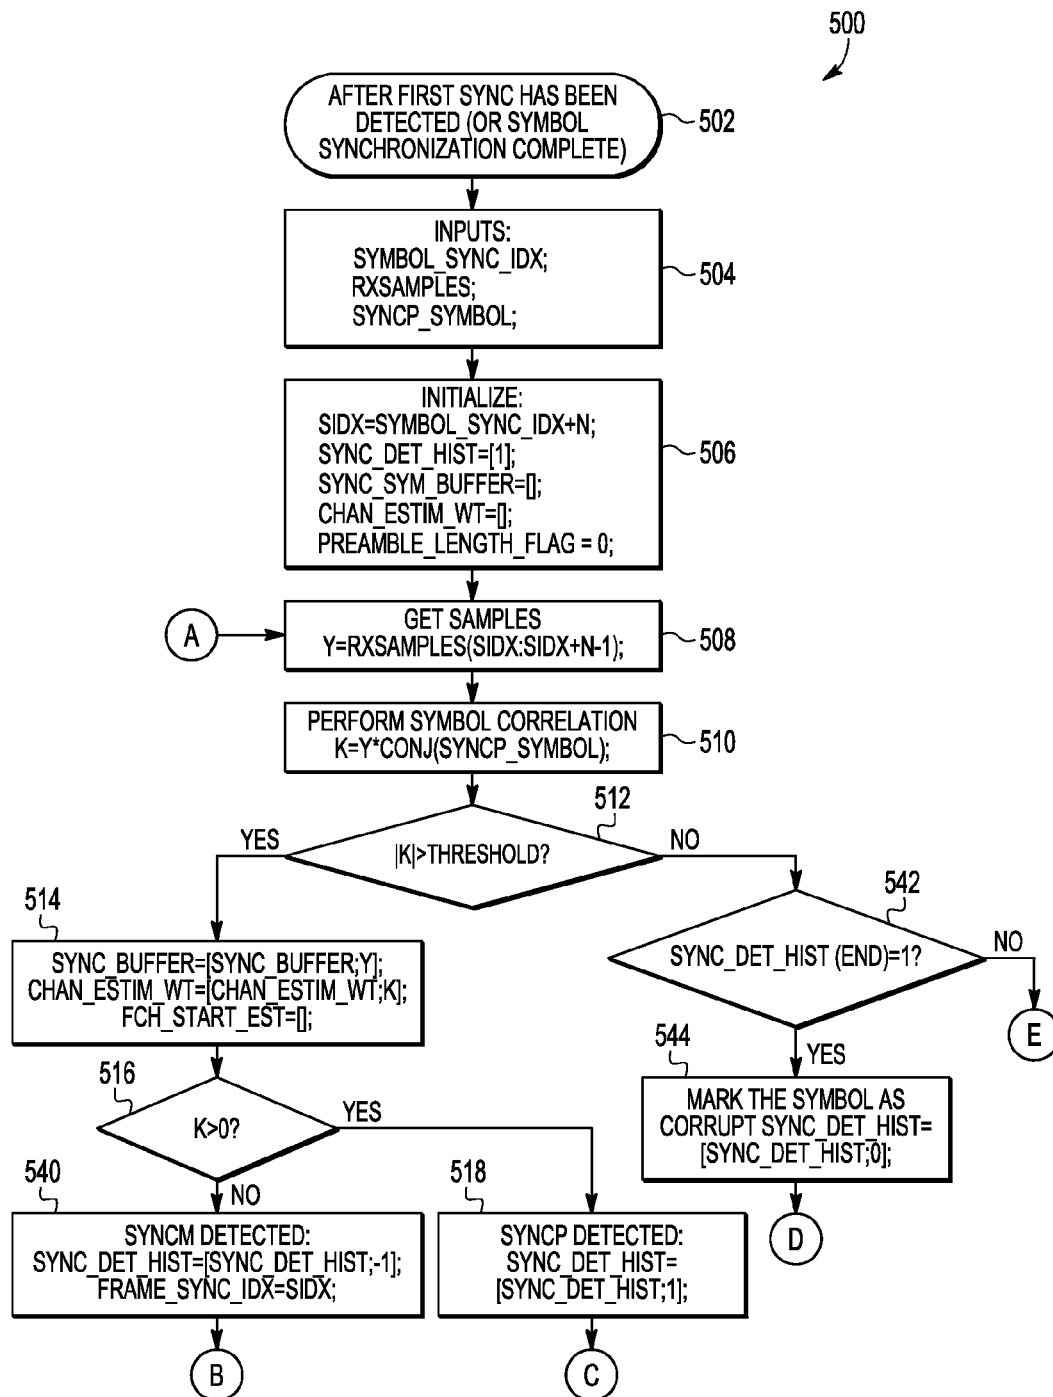 500
AFTER FIRST SYNC HAS BEEN
DETECTED (OR SYMBOL
SYNCHRONIZATION COMPLETE)
502
INPUTS:
SYMBOL_SYNC_IDX;
RXSAMPLES;
SYNCP_SYMBOL;
504
INITIALIZE:
SIDX=SYMBOL_SYNC_IDX+N;
SYNC_DET_HIST=[1];
SYNC_SYM_BUFFER=[];
CHAN_ESTIM_WT=[];
PREAMBLE_LENGTH_FLAG = 0;
506
A
GET SAMPLES
Y=RXSAMPLES(SIDX:SIDX+N-1);
508
PERFORM SYMBOL CORRELATION
K=Y*CONJ(SYNCP_SYMBOL);
510
512
|K|>THRESHOLD?
YES
NO
514
SYNC_BUFFER=[SYNC_BUFFER;Y];
CHAN_ESTIM_WT=[CHAN_ESTIM_WT;K];
FCH_START_EST=[];
542
SYNC_DET_HIST (END)=1?
NO
E
YES
516
K>0?
YES
NO
544
MARK THE SYMBOL AS
CORRUPT SYNC_DET_HIST=
[SYNC_DET_HIST;0];
D
540
SYNCM DETECTED:
SYNC_DET_HIST=[SYNC_DET_HIST;-1];
FRAME_SYNC_IDX=SIDX;
B
518
SYNCP DETECTED:
SYNC_DET_HIST=
[SYNC_DET_HIST;1];
C